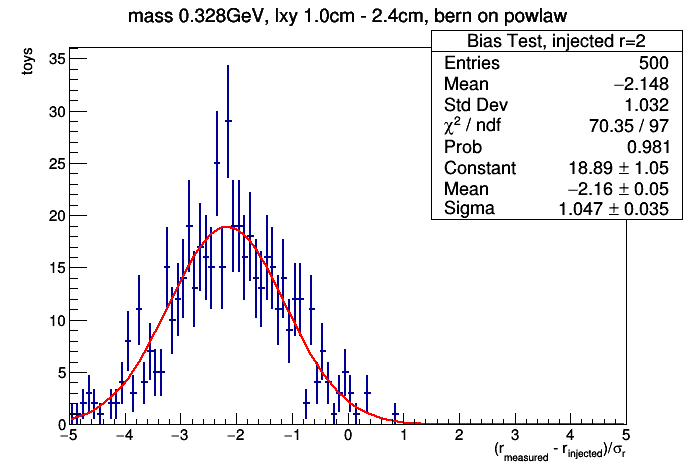 mass 0.328GeV, lxy 1.0cm - 2.4cm, bern on powlaw
Bias Test, injected r=2
Entries 500
Mean −2.148
Std Dev 1.032
χ² / ndf 70.35 / 97
Prob 0.981
Constant 18.89 ± 1.05
Mean −2.16 ± 0.05
Sigma 1.047 ± 0.035
toys
35
30
25
20
15
10
5
0
−5 −4 −3 −2 −1 0 1 2 3 4 5
(r_measured - r_injected)/σ_r